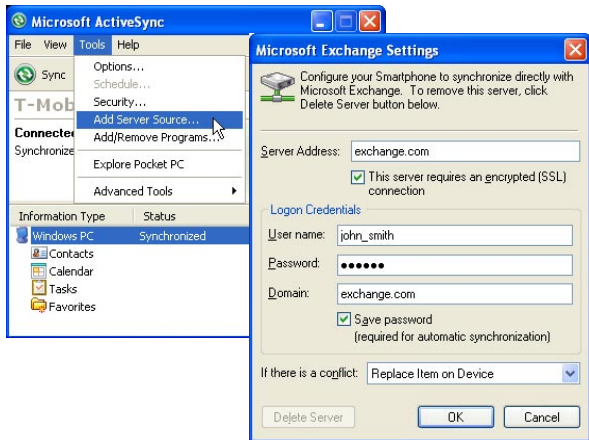 Microsoft ActiveSync
File View Tools Help
Sync
Options...
Schedule...
Security...
Add Server Source...
Add/Remove Programs...
Explore Pocket PC
Advanced Tools
T-Mob
Connected
Synchronize
Information Type Status
Windows PC Synchronized
Contacts
Calendar
Tasks
Favorites
Microsoft Exchange Settings
Configure your Smartphone to synchronize directly with
Microsoft Exchange. To remove this server, click
Delete Server button below.
Server Address: exchange.com
This server requires an encrypted (SSL)
connection
Logon Credentials
User name: john_smith
Password: ●●●●●●
Domain: exchange.com
Save password
(required for automatic synchronization)
If there is a conflict: Replace Item on Device
Delete Server OK Cancel